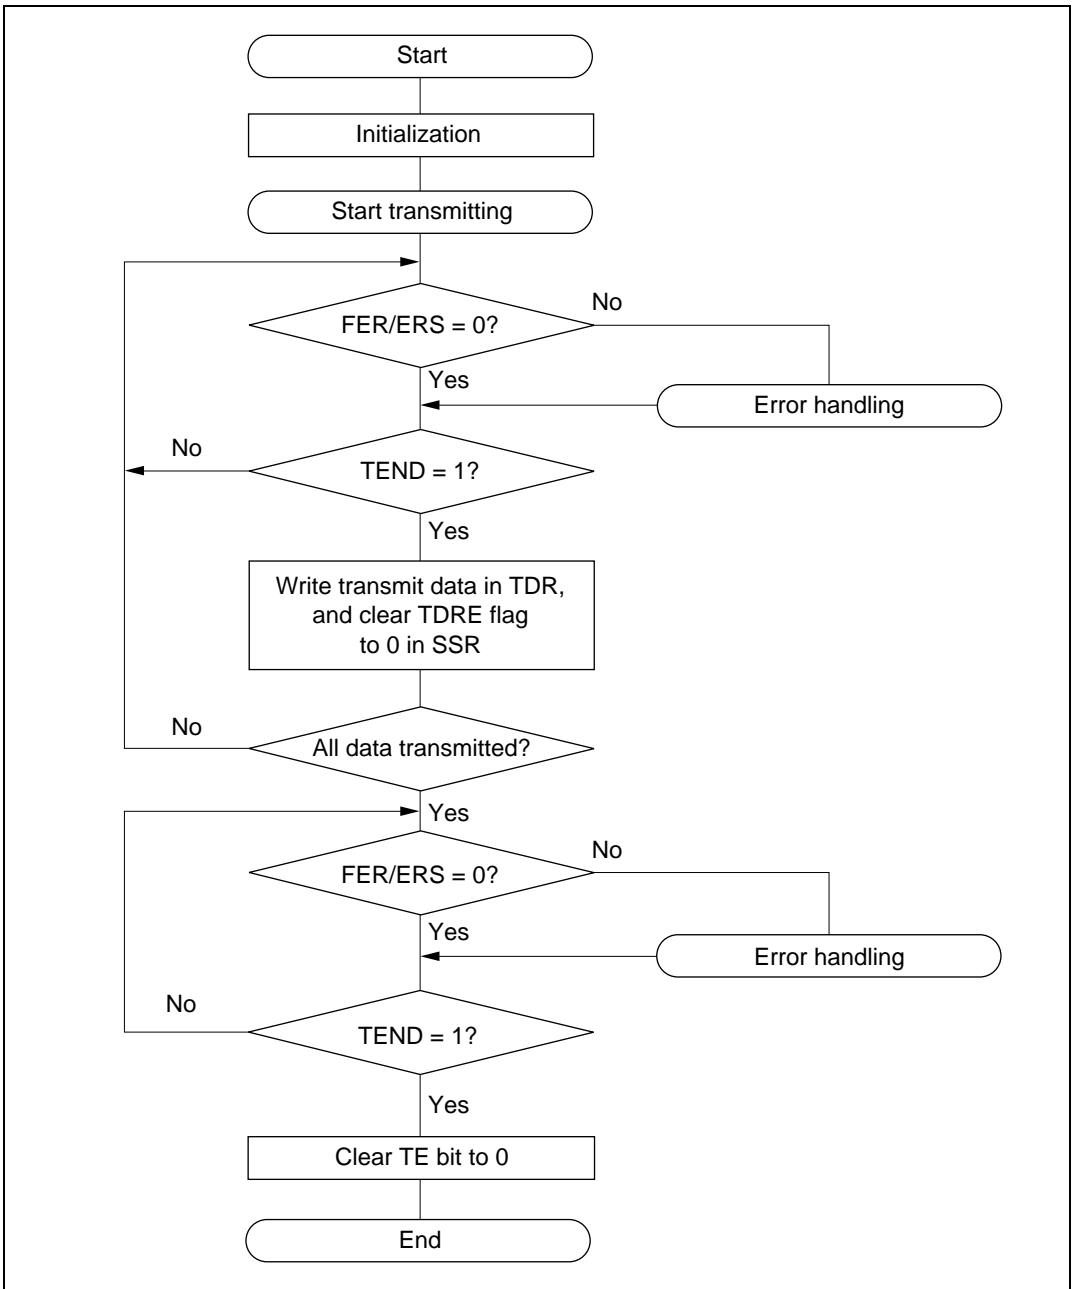 Start
Initialization
Start transmitting
FER/ERS = 0?
No
Yes
Error handling
No
TEND = 1?
Yes
Write transmit data in TDR,
and clear TDRE flag
to 0 in SSR
No
All data transmitted?
Yes
FER/ERS = 0?
No
Yes
Error handling
No
TEND = 1?
Yes
Clear TE bit to 0
End